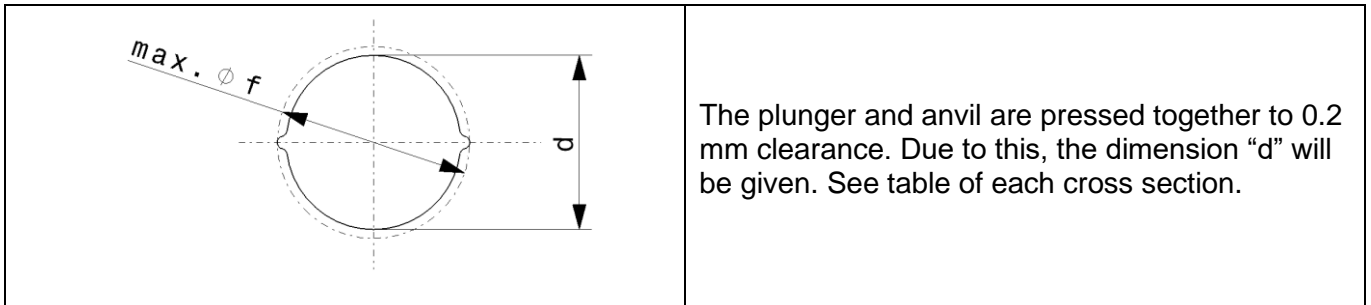 max. ∅ f
d
The plunger and anvil are pressed together to 0.2
mm clearance. Due to this, the dimension “d” will
be given. See table of each cross section.